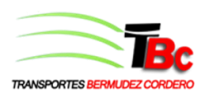 TBc
TRANSPORTES BERMUDEZ CORDERO